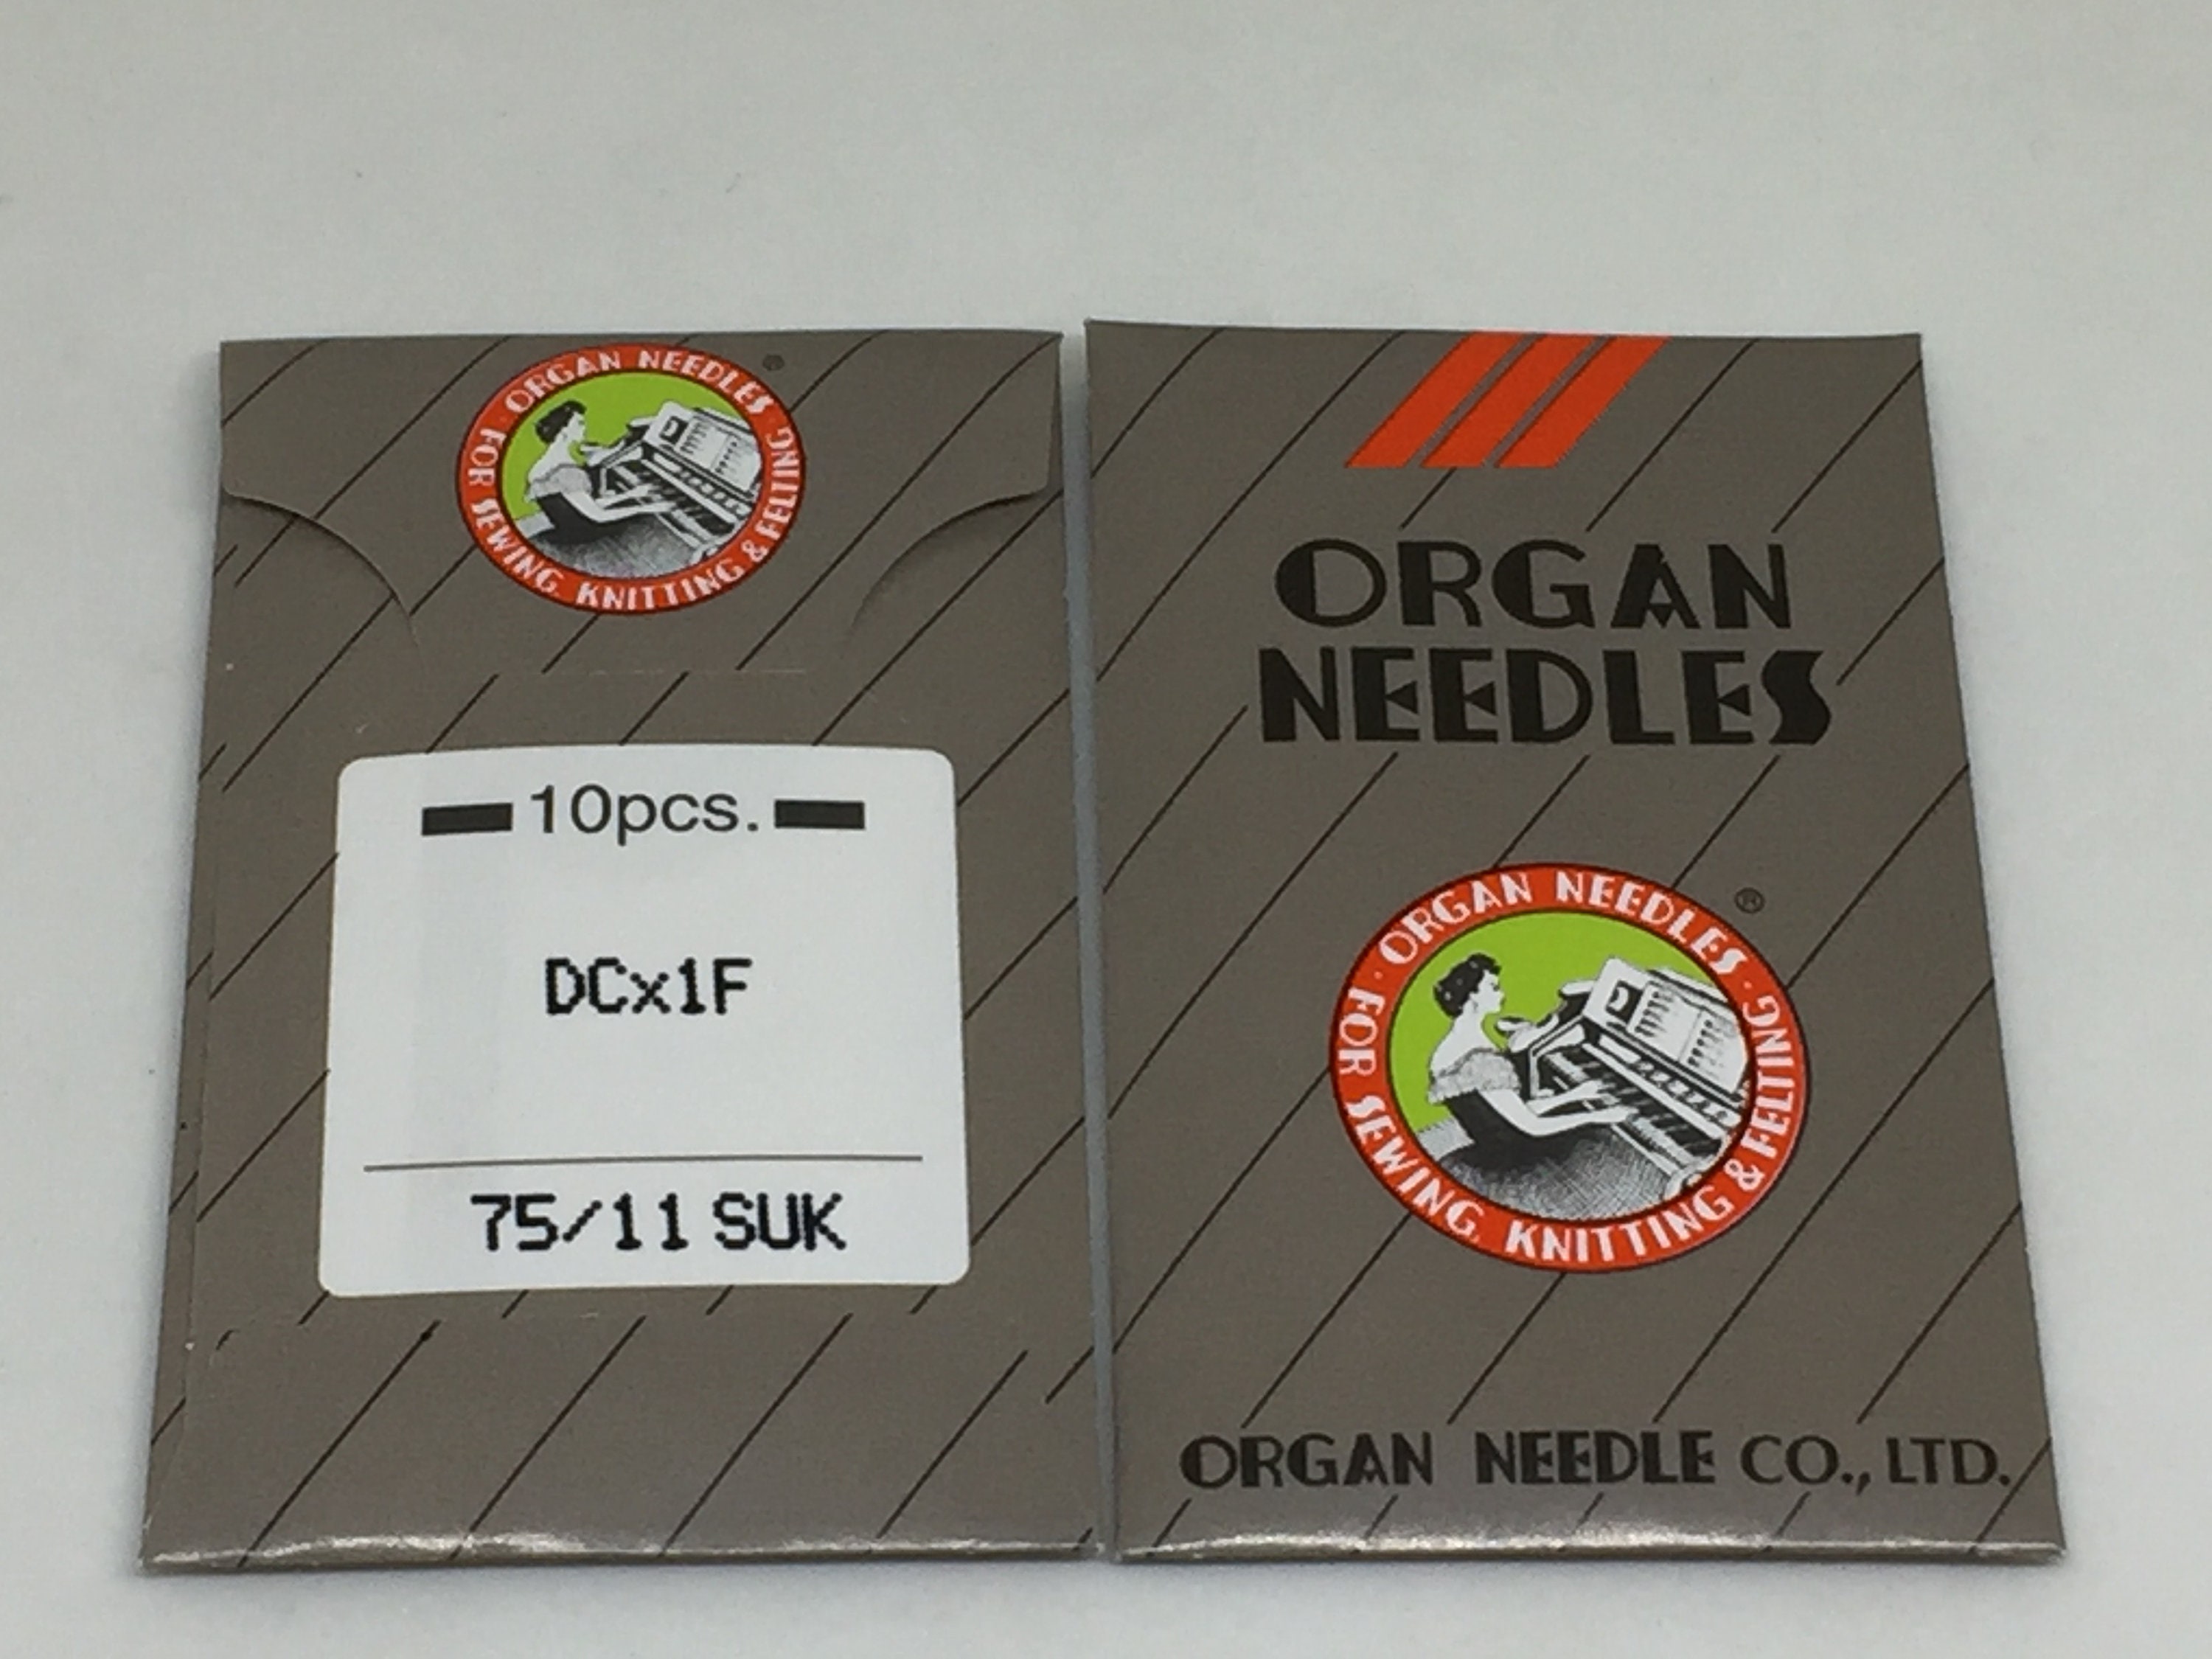 ORGAN NEEDLES ®
FOR SEWING, KNITTING & FELTING
10pcs.
DCx1F
75/11 SUK
ORGAN
NEEDLES
ORGAN NEEDLES ®
FOR SEWING, KNITTING & FELTING
ORGAN NEEDLE CO., LTD.